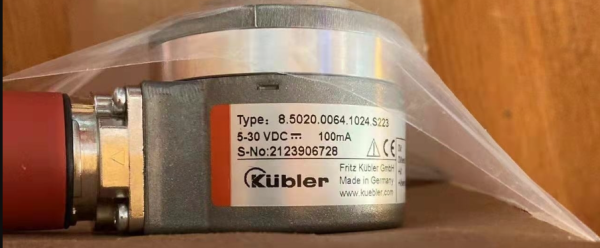 Type: 8.5020.0064.1024.S223
5-30 VDC ⎓ 100mA
S-No:2123906728
CE
Kübler
Fritz Kübler GmbH
Made in Germany
www.kuebler.com